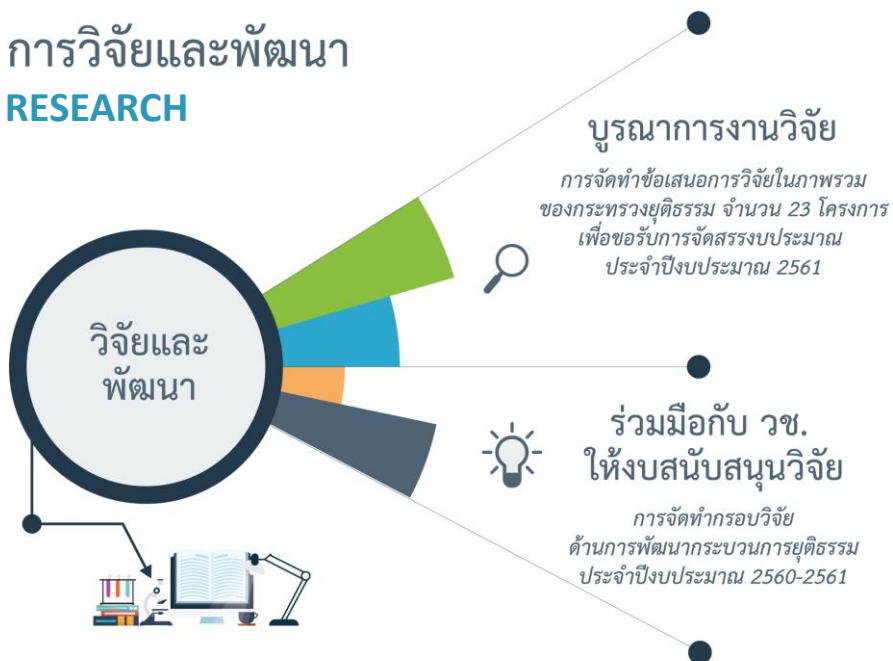 การวิจัยและพัฒนา
RESEARCH
วิจัยและ
พัฒนา
บูรณาการงานวิจัย
การจัดทำข้อเสนอการวิจัยในภาพรวม
ของกระทรวงยุติธรรม จำนวน 23 โครงการ
เพื่อขอรับการจัดสรรงบประมาณ
ประจำปีงบประมาณ 2561
ร่วมมือกับ วช.
ให้งบสนับสนุนวิจัย
การจัดทำกรอบวิจัย
ด้านการพัฒนากระบวนการยุติธรรม
ประจำปีงบประมาณ 2560-2561